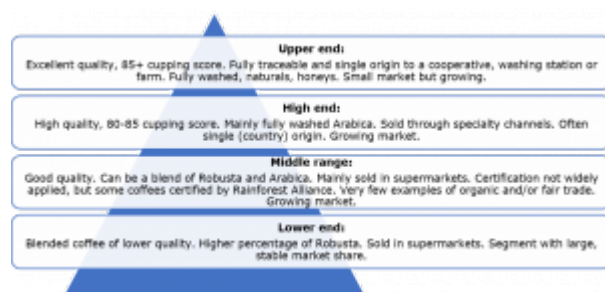 Upper end:
Excellent quality, 85+ cupping score. Fully traceable and single origin to a cooperative, washing station or
farm. Fully washed, naturals, honeys. Small market but growing.
High end:
High quality, 80-85 cupping score. Mainly fully washed Arabica. Sold through specialty channels. Often
single (country) origin. Growing market.
Middle range:
Good quality. Can be a blend of Robusta and Arabica. Mainly sold in supermarkets. Certification not widely
applied, but some coffees certified by Rainforest Alliance. Very few examples of organic and/or fair trade.
Growing market.
Lower end:
Blended coffee of lower quality. Higher percentage of Robusta. Sold in supermarkets. Segment with large,
stable market share.